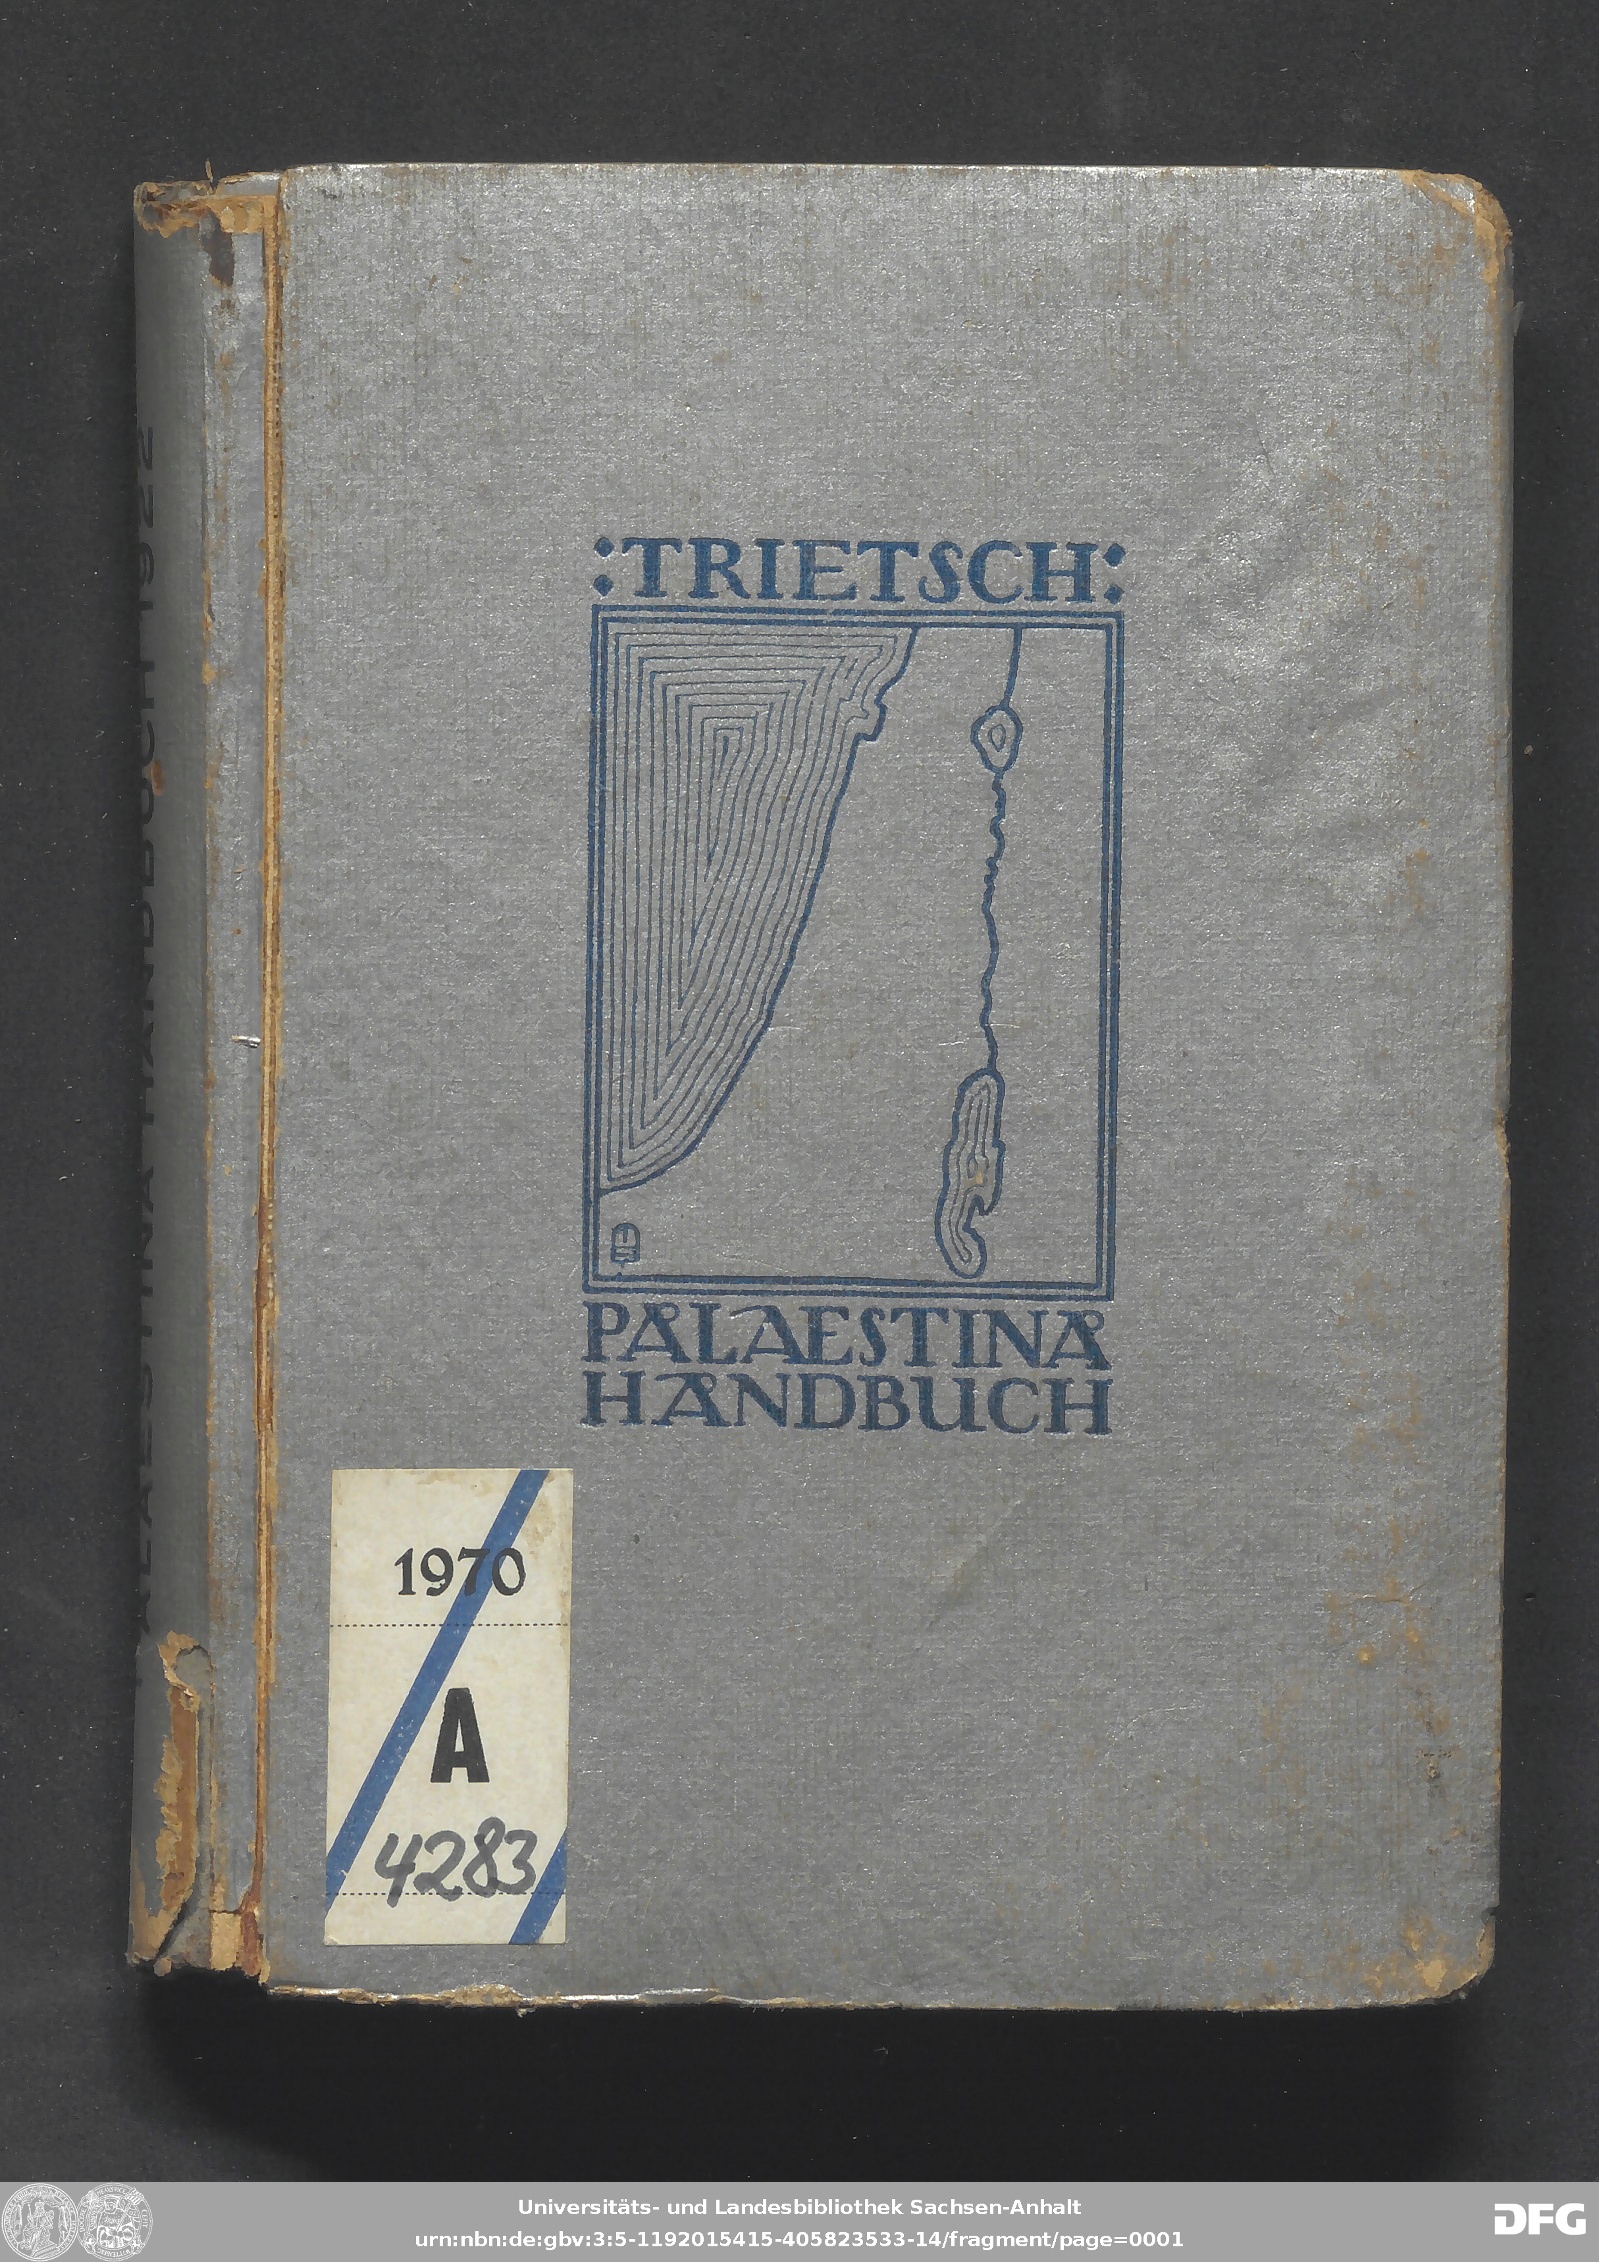 :TRIETSCH:
PALAESTINA
HANDBUCH
PALAESTINA HANDBUCH 1922
1970
A
4283
Universitäts- und Landesbibliothek Sachsen-Anhalt
urn:nbn:de:gbv:3:5-1192015415-405823533-14/fragment/page=0001
DFG